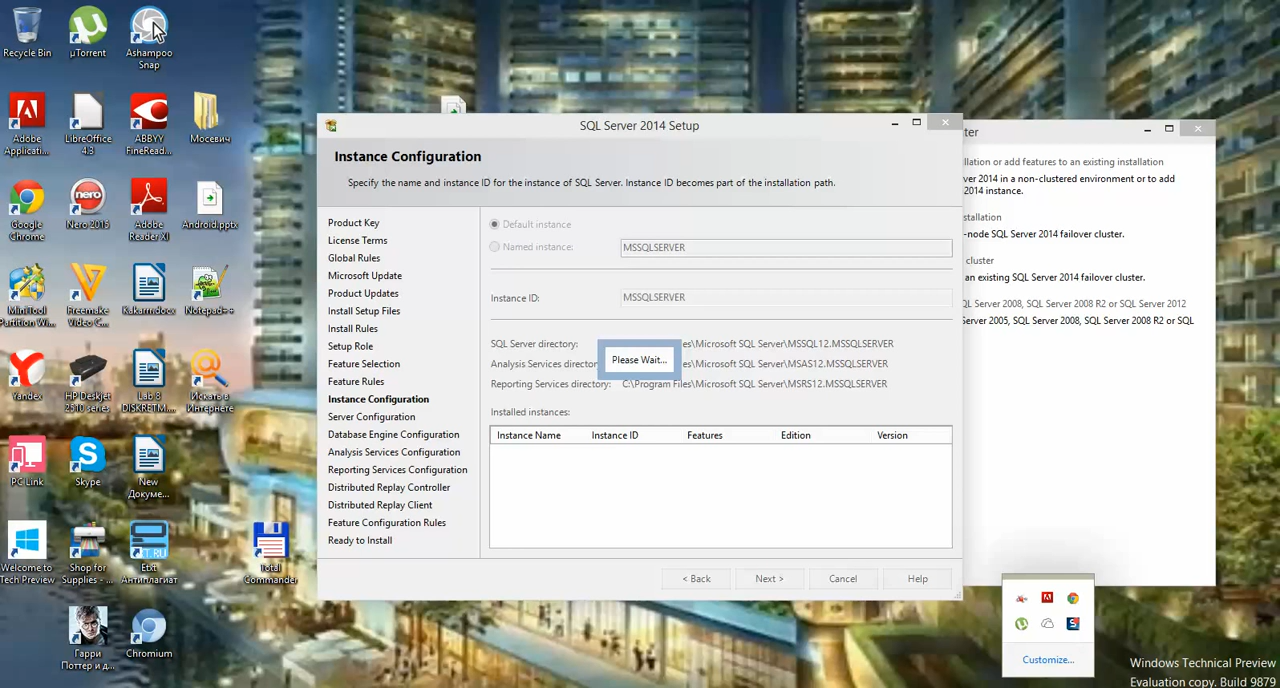 Recycle Bin
µTorrent
Ashampoo
Snap
Adobe
Applicati...
LibreOffice
4.3
ABBYY
FineRead...
Мосевич
Google
Chrome
Nero 2015
Adobe
Reader XI
Android.pptx
MiniTool
Partition Wi...
Freemake
Video C...
Kakarm.docx
Notepad++
Yandex
HP Deskjet
2510 series
Lab 8
DISKRETM...
Искать в
Интернете
PC Link
Skype
New
Докуме...
Welcome to
Tech Preview
Shop for
Supplies - ...
Etxt
Антиплагиат
Total
Commander
Гарри
Поттер и д...
Chromium
SQL Server 2014 Setup
Instance Configuration
Specify the name and instance ID for the instance of SQL Server. Instance ID becomes part of the installation path.
Product Key
License Terms
Global Rules
Microsoft Update
Product Updates
Install Setup Files
Install Rules
Setup Role
Feature Selection
Feature Rules
Instance Configuration
Server Configuration
Database Engine Configuration
Analysis Services Configuration
Reporting Services Configuration
Distributed Replay Controller
Distributed Replay Client
Feature Configuration Rules
Ready to Install
Default instance
Named instance:
MSSQLSERVER
Instance ID:
MSSQLSERVER
SQL Server directory:
es\Microsoft SQL Server\MSSQL12.MSSQLSERVER
Analysis Services director
es\Microsoft SQL Server\MSAS12.MSSQLSERVER
Reporting Services directory:
C:\Program Files\Microsoft SQL Server\MSRS12.MSSQLSERVER
Please Wait...
Installed instances:
Instance Name Instance ID Features Edition Version
< Back
Next >
Cancel
Help
ter
llation or add features to an existing installation
ver 2014 in a non-clustered environment or to add
2014 instance.
stallation
-node SQL Server 2014 failover cluster.
cluster
an existing SQL Server 2014 failover cluster.
QL Server 2008, SQL Server 2008 R2 or SQL Server 2012
erver 2005, SQL Server 2008, SQL Server 2008 R2 or SQL
Customize...
Windows Technical Preview
Evaluation copy. Build 9879